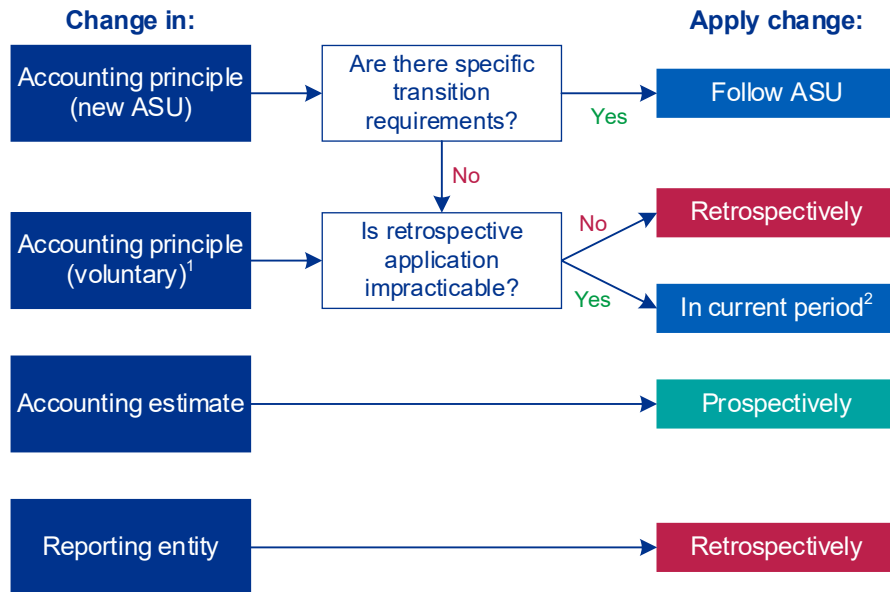 Change in:
Apply change:
Accounting principle
(new ASU)
Are there specific
transition
requirements?
Yes
Follow ASU
No
Accounting principle
(voluntary)1
Is retrospective
application
impracticable?
No
Retrospectively
Yes
In current period2
Accounting estimate
Prospectively
Reporting entity
Retrospectively